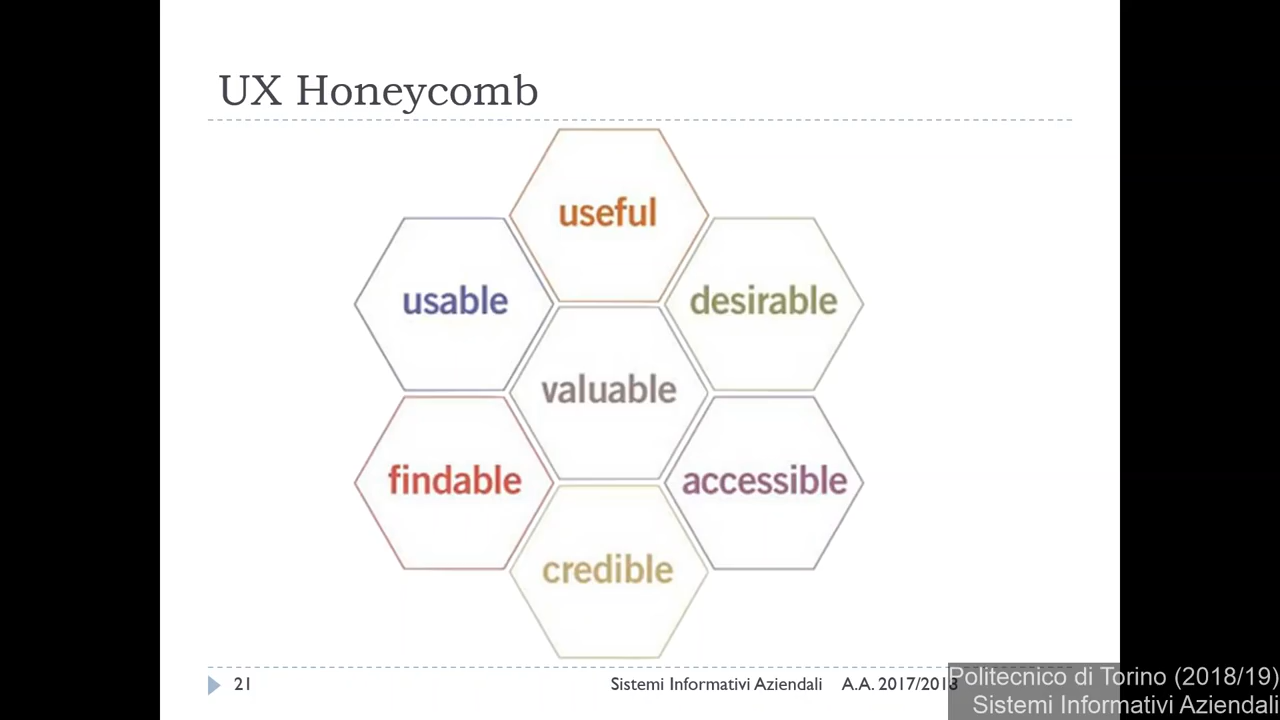 UX Honeycomb
useful
usable
desirable
valuable
findable
accessible
credible
21
Sistemi Informativi Aziendali A.A. 2017/2018
Politecnico di Torino (2018/19)
Sistemi Informativi Aziendali